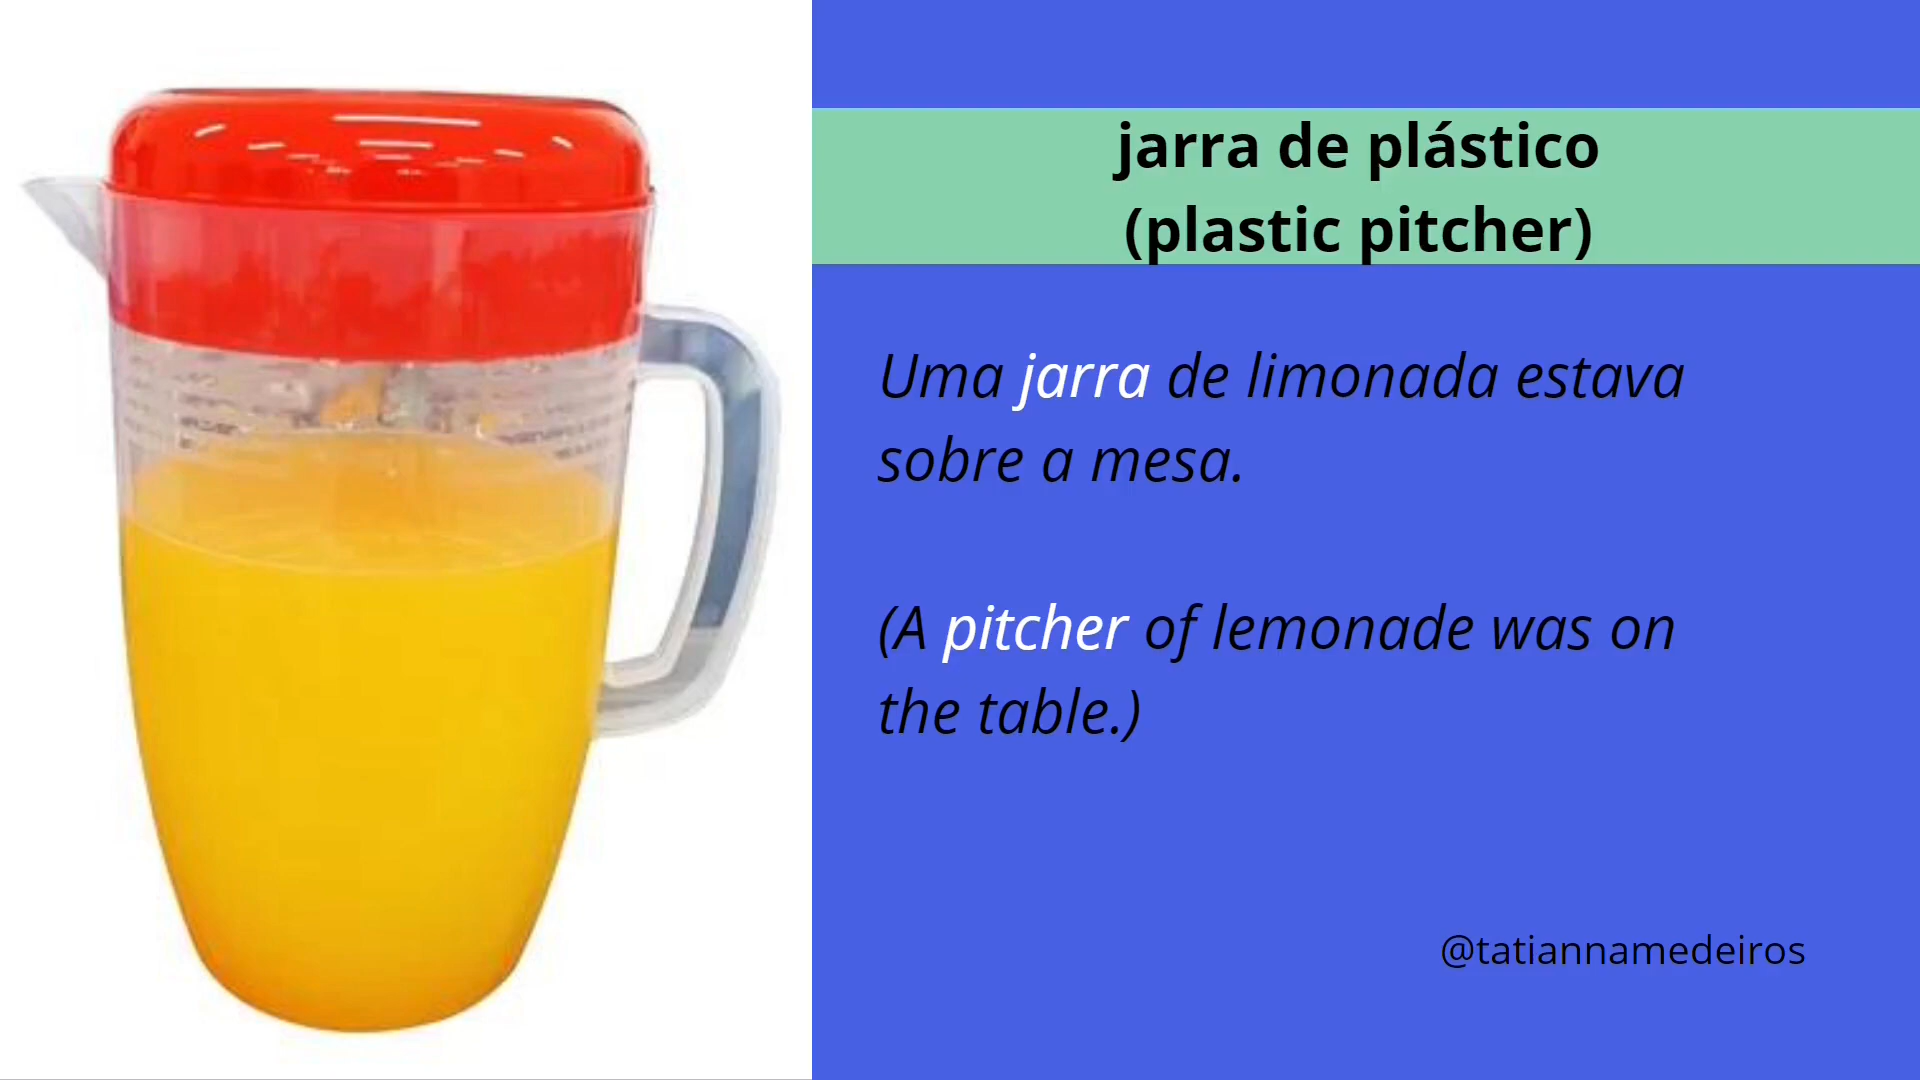 jarra de plástico
(plastic pitcher)
Uma jarra de limonada estava
sobre a mesa.
(A pitcher of lemonade was on
the table.)
@tatiannamedeiros